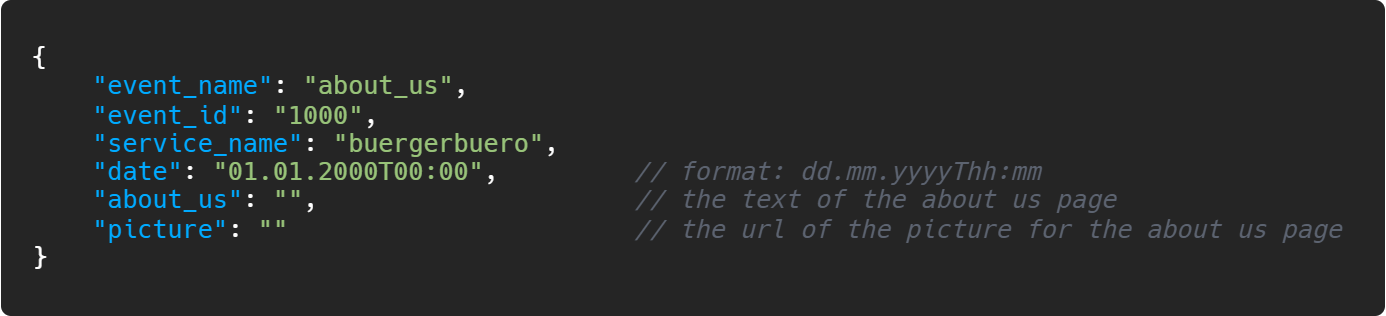 {
    "event_name": "about_us",
    "event_id": "1000",
    "service_name": "buergerbuero",
    "date": "01.01.2000T00:00",          // format: dd.mm.yyyyThh:mm
    "about_us": "",                      // the text of the about us page
    "picture": ""                        // the url of the picture for the about us page
}